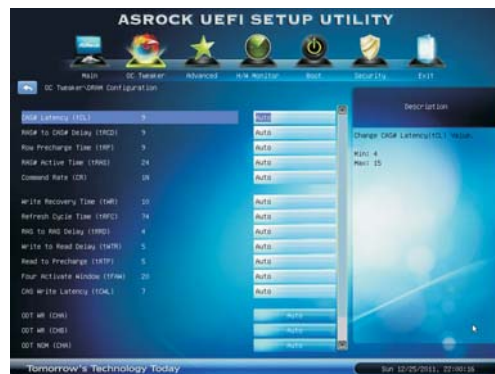 ASROCK UEFI SETUP UTILITY
Main OC Tweaker Advanced H/W Monitor Boot Security Exit
OC Tweaker\DRAM Configuration
Description
CAS# Latency (tCL) 9 Auto
Change CAS# Latency(tCL) Value.
RAS# to CAS# Delay (tRCD) 9 Auto
Min: 4
Row Precharge Time (tRP) 9 Auto
Max: 15
RAS# Active Time (tRAS) 24 Auto
Command Rate (CR) 1N Auto
Write Recovery Time (tWR) 10 Auto
Refresh Cycle Time (tRFC) 74 Auto
RAS to RAS Delay (tRRD) 4 Auto
Write to Read Delay (tWTR) 5 Auto
Read to Precharge (tRTP) 5 Auto
Four Activate Window (tFAW) 20 Auto
CAS Write Latency (tCWL) 7 Auto
ODT WR (CHA) Auto
ODT WR (CHB) Auto
ODT NOM (CHA) Auto
Tomorrow's Technology Today
Sun 12/25/2011, 22:00:16